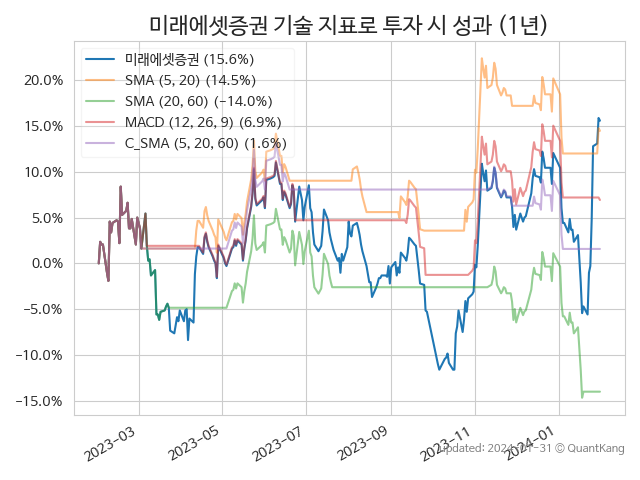 미래에셋증권 기술 지표로 투자 시 성과 (1년)
미래에셋증권 (15.6%)
SMA (5, 20) (14.5%)
SMA (20, 60) (−14.0%)
MACD (12, 26, 9) (6.9%)
C_SMA (5, 20, 60) (1.6%)
20.0%
15.0%
10.0%
5.0%
0.0%
−5.0%
−10.0%
−15.0%
2023-03
2023-05
2023-07
2023-09
2023-11
2024-01
updated: 2024-01-31 © QuantKang